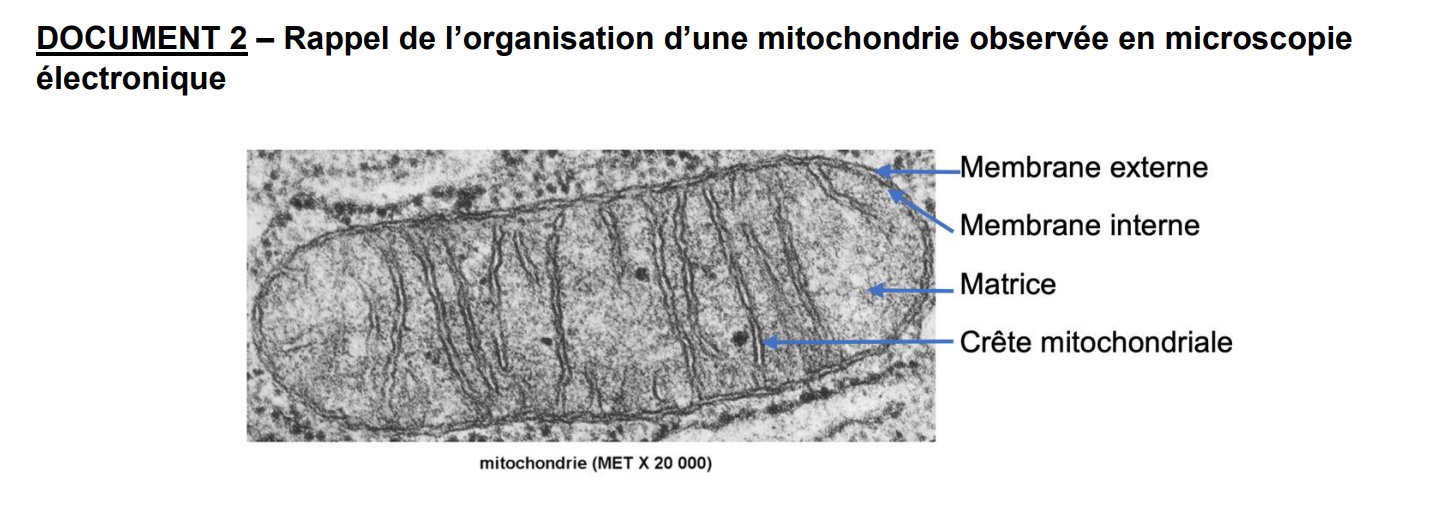 DOCUMENT 2 – Rappel de l’organisation d’une mitochondrie observée en microscopie
électronique
Membrane externe
Membrane interne
Matrice
Crête mitochondriale
mitochondrie (MET X 20 000)